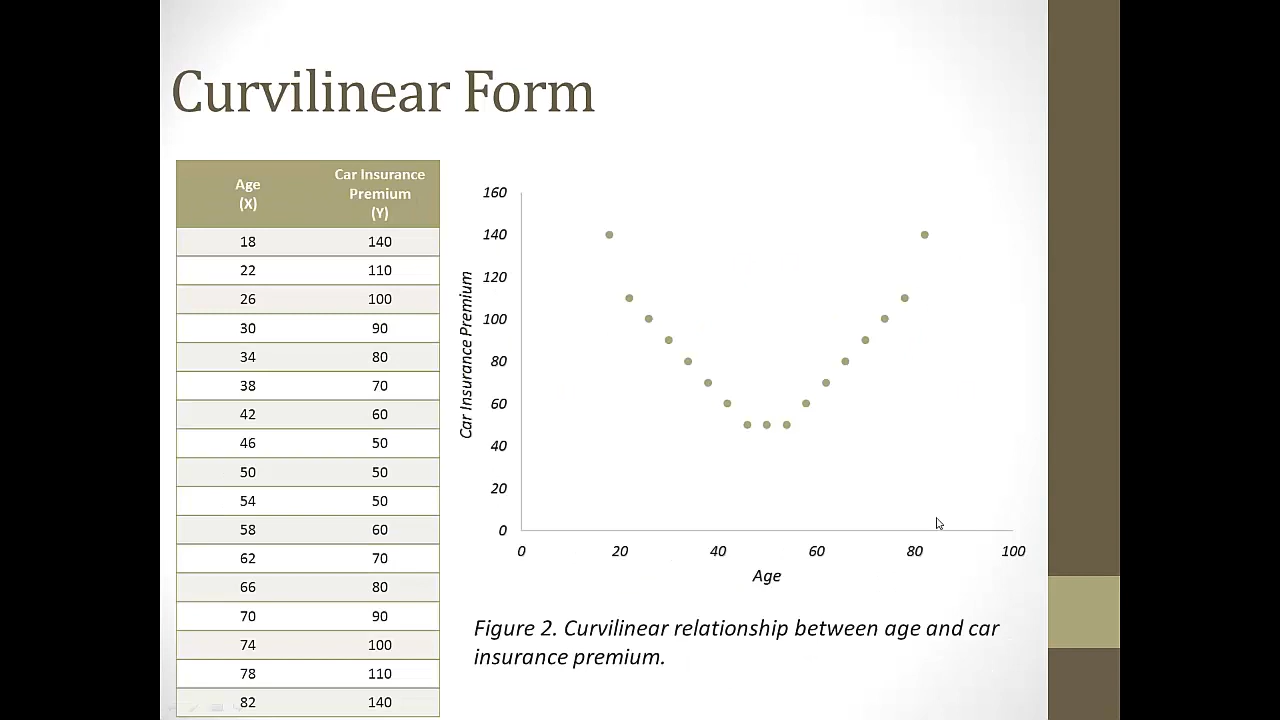 Curvilinear Form
Age
(X)
Car Insurance
Premium
(Y)
18 140
22 110
26 100
30 90
34 80
38 70
42 60
46 50
50 50
54 50
58 60
62 70
66 80
70 90
74 100
78 110
82 140
Car Insurance Premium
160
140
120
100
80
60
40
20
0
0 20 40 60 80 100
Age
Figure 2. Curvilinear relationship between age and car
insurance premium.